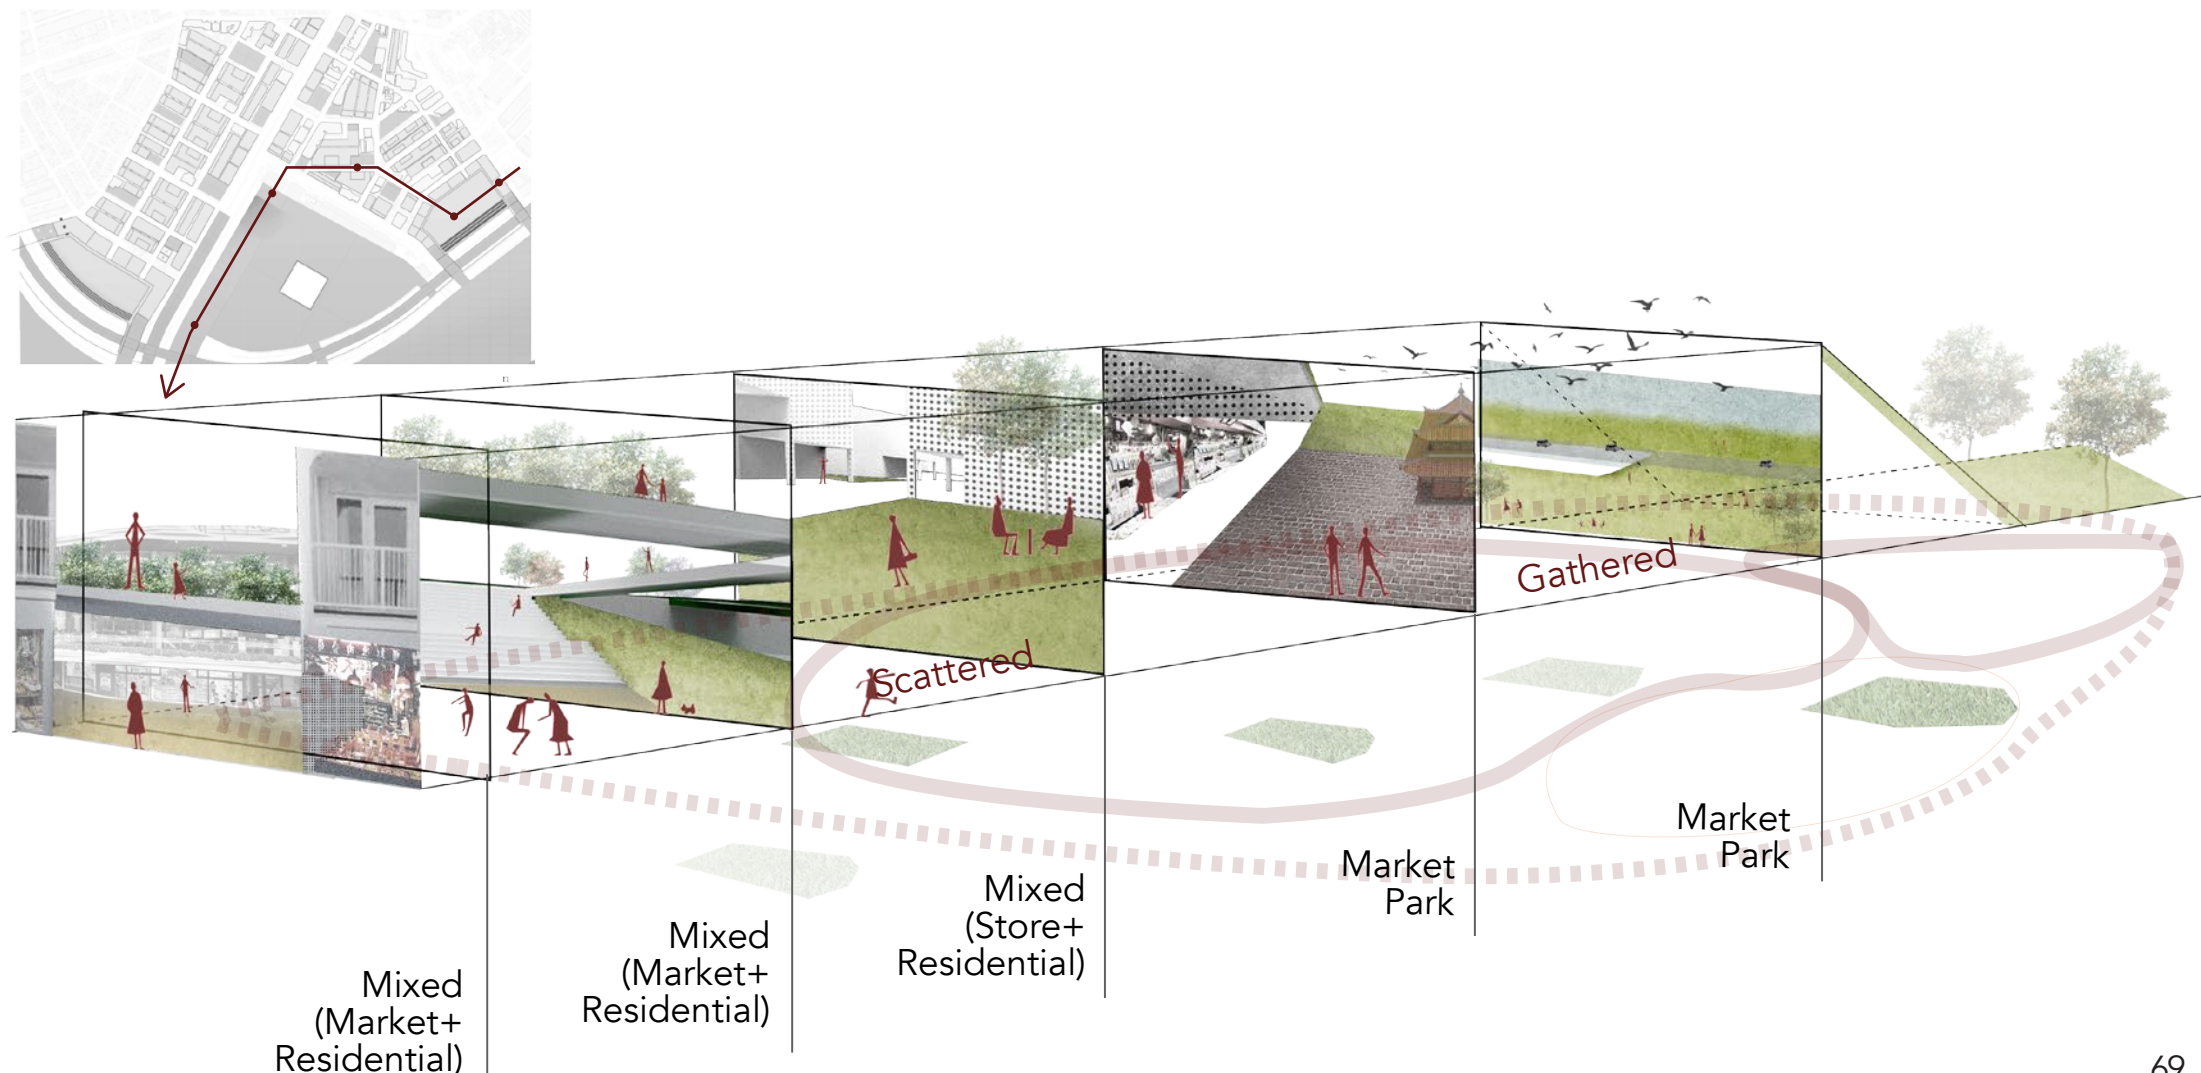 Gathered
Scattered
Market
Park
Market
Park
Mixed
(Store+
Residential)
Mixed
(Market+
Residential)
Mixed
(Market+
Residential)
69